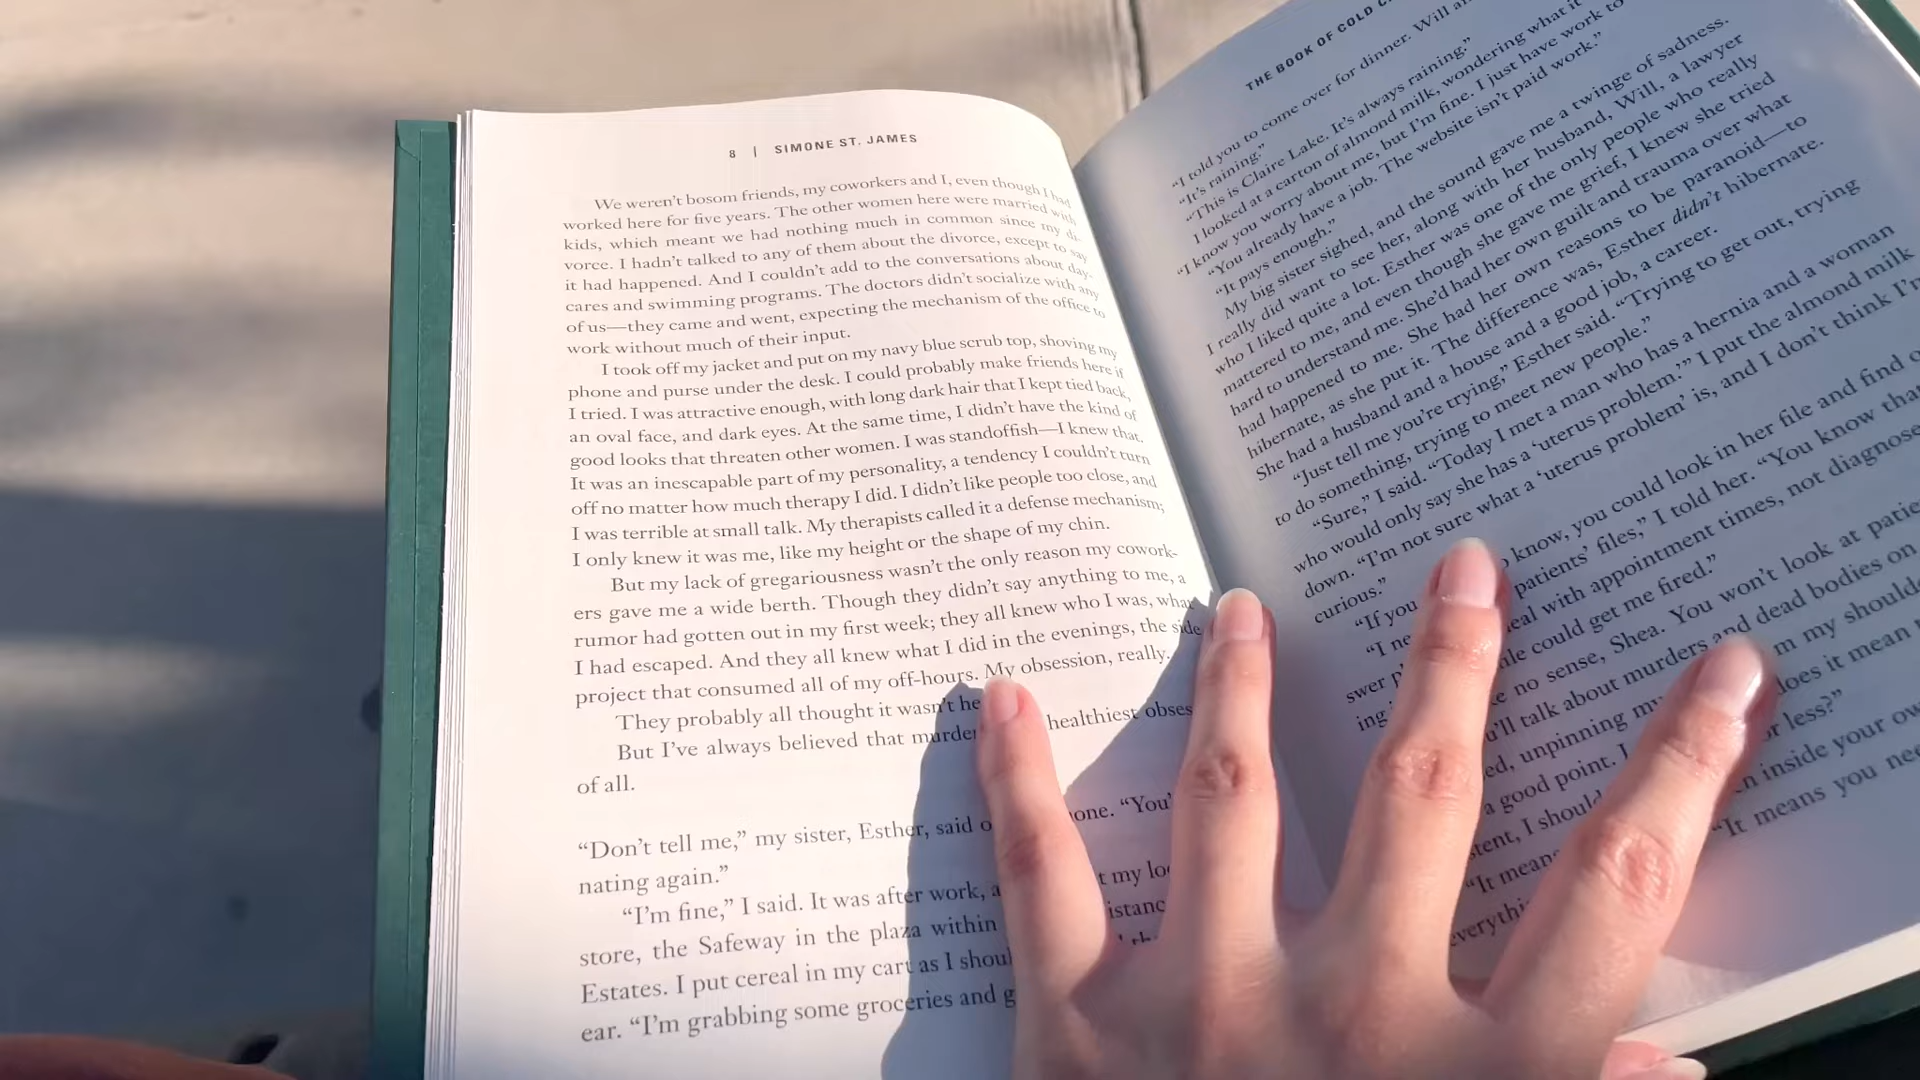 8 | SIMONE ST. JAMES
We weren't bosom friends, my coworkers and I, even though I had
worked here for five years. The other women here were married with
kids, which meant we had nothing much in common since my di-
vorce. I hadn't talked to any of them about the divorce, except to say
it had happened. And I couldn't add to the conversations about day-
cares and swimming programs. The doctors didn't socialize with any
of us—they came and went, expecting the mechanism of the office to
work without much of their input.
I took off my jacket and put on my navy blue scrub top, shoving my
phone and purse under the desk. I could probably make friends here if
I tried. I was attractive enough, with long dark hair that I kept tied back,
an oval face, and dark eyes. At the same time, I didn't have the kind of
good looks that threaten other women. I was standoffish—I knew that.
It was an inescapable part of my personality, a tendency I couldn't turn
off no matter how much therapy I did. I didn't like people too close, and
I was terrible at small talk. My therapists called it a defense mechanism;
I only knew it was me, like my height or the shape of my chin.
But my lack of gregariousness wasn't the only reason my cowork-
ers gave me a wide berth. Though they didn't say anything to me, a
rumor had gotten out in my first week; they all knew who I was, what
I had escaped. And they all knew what I did in the evenings, the side
project that consumed all of my off-hours. My obsession, really.
They probably all thought it wasn't
But I've always believed that murder healthiest
of all.
"Don't tell me," my sister, Esther, said
nating again."
"I'm fine," I said. It was after work,
store, the Safeway in the plaza within
Estates. I put cereal in my cart as I
ear. "I'm grabbing some groceries and
THE BOOK OF COLD
"I told you to come over for dinner. Will
"It's raining."
"This is Claire Lake. It's always raining."
I looked at a carton of almond milk, wondering what it
"I know you worry about me, but I'm fine. I just have work to
"You already have a job. The website isn't paid work."
"It pays enough."
My big sister sighed, and the sound gave me a twinge of sadness.
I really did want to see her, along with her husband, Will, a lawyer
who I liked quite a lot. Esther was one of the only people who really
mattered to me, and even though she gave me grief, I knew she tried
hard to understand me. She'd had her own guilt and trauma over what
had happened to me. She had her own reasons to be paranoid—to
hibernate, as she put it. The difference was, Esther didn't hibernate.
She had a husband and a house and a good job, a career.
"Just tell me you're trying," Esther said. "Trying to get out, trying
to do something, trying to meet new people."
"Sure," I said. "Today I met a man who has a hernia and a woman
who would only say she has a 'uterus problem.'" I put the almond milk
down. "I'm not sure what a 'uterus problem' is, and I don't think I'm
curious."
"If you know, you could look in her file and find
patients' files," I told her. "You know
with appointment times, not
could get me fired."
no sense, Shea. You won't look at
talk about murders and dead bodies on
unpinning my
a good point. I my
I does it mean
"It means or less?"
inside your
"It means you